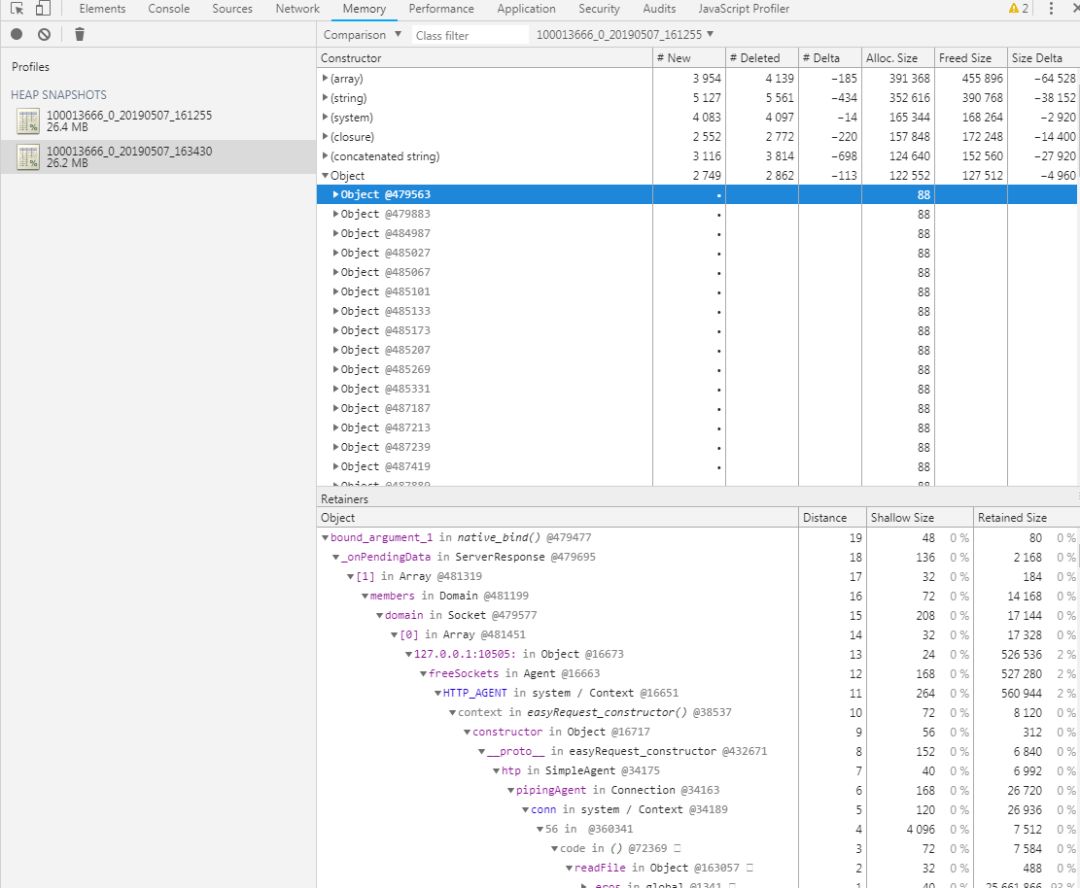 Elements Console Sources Network Memory Performance Application Security Audits JavaScript Profiler 2
Comparison Class filter 100013666_0_20190507_161255
Profiles
HEAP SNAPSHOTS
100013666_0_20190507_161255
26.4 MB
100013666_0_20190507_163430
26.2 MB
Constructor # New # Deleted # Delta Alloc. Size Freed Size Size Delta
(array) 3 954 4 139 −185 391 368 455 896 −64 528
(string) 5 127 5 561 −434 352 616 390 768 −38 152
(system) 4 083 4 097 −14 165 344 168 264 −2 920
(closure) 2 552 2 772 −220 157 848 172 248 −14 400
(concatenated string) 3 116 3 814 −698 124 640 152 560 −27 920
Object 2 749 2 862 −113 122 552 127 512 −4 960
Object @479563 • 88
Object @479883 • 88
Object @484987 • 88
Object @485027 • 88
Object @485067 • 88
Object @485101 • 88
Object @485133 • 88
Object @485173 • 88
Object @485207 • 88
Object @485269 • 88
Object @485331 • 88
Object @487187 • 88
Object @487213 • 88
Object @487239 • 88
Object @487419 • 88
Object 88
Retainers
Object Distance Shallow Size Retained Size
bound_argument_1 in native_bind() @479477 19 48 0 % 80 0 %
_onPendingData in ServerResponse @479695 18 136 0 % 2 168 0 %
[1] in Array @481319 17 32 0 % 184 0 %
members in Domain @481199 16 72 0 % 14 168 0 %
domain in Socket @479577 15 208 0 % 17 144 0 %
[0] in Array @481451 14 32 0 % 17 328 0 %
127.0.0.1:10505: in Object @16673 13 24 0 % 526 536 2 %
freeSockets in Agent @16663 12 168 0 % 527 280 2 %
HTTP_AGENT in system / Context @16651 11 264 0 % 560 944 2 %
context in easyRequest_constructor() @38537 10 72 0 % 8 120 0 %
constructor in Object @16717 9 56 0 % 312 0 %
__proto__ in easyRequest_constructor @432671 8 152 0 % 6 840 0 %
htp in SimpleAgent @34175 7 40 0 % 6 992 0 %
pipingAgent in Connection @34163 6 168 0 % 26 720 0 %
conn in system / Context @34189 5 120 0 % 26 936 0 %
56 in @360341 4 4 096 0 % 7 512 0 %
code in () @72369 3 72 0 % 7 584 0 %
readFile in Object @163057 2 32 0 % 488 0 %
in global @1341 1 40 0 % 25 661 866 93 %